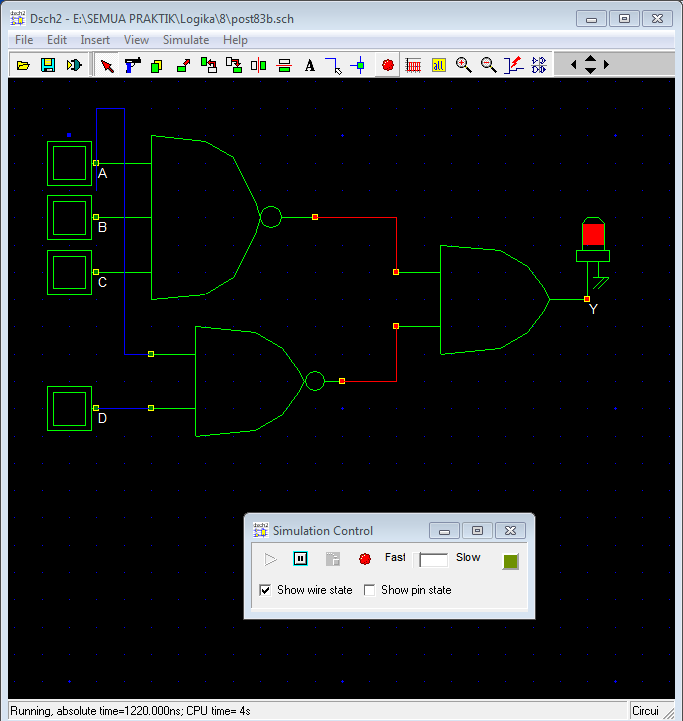 Dsch2 - E:\SEMUA PRAKTIK\Logika\8\post83b.sch
File Edit Insert View Simulate Help
A all
A
B
C
Y
D
Simulation Control
Fast Slow
Show wire state Show pin state
Running, absolute time=1220.000ns; CPU time= 4s Circui